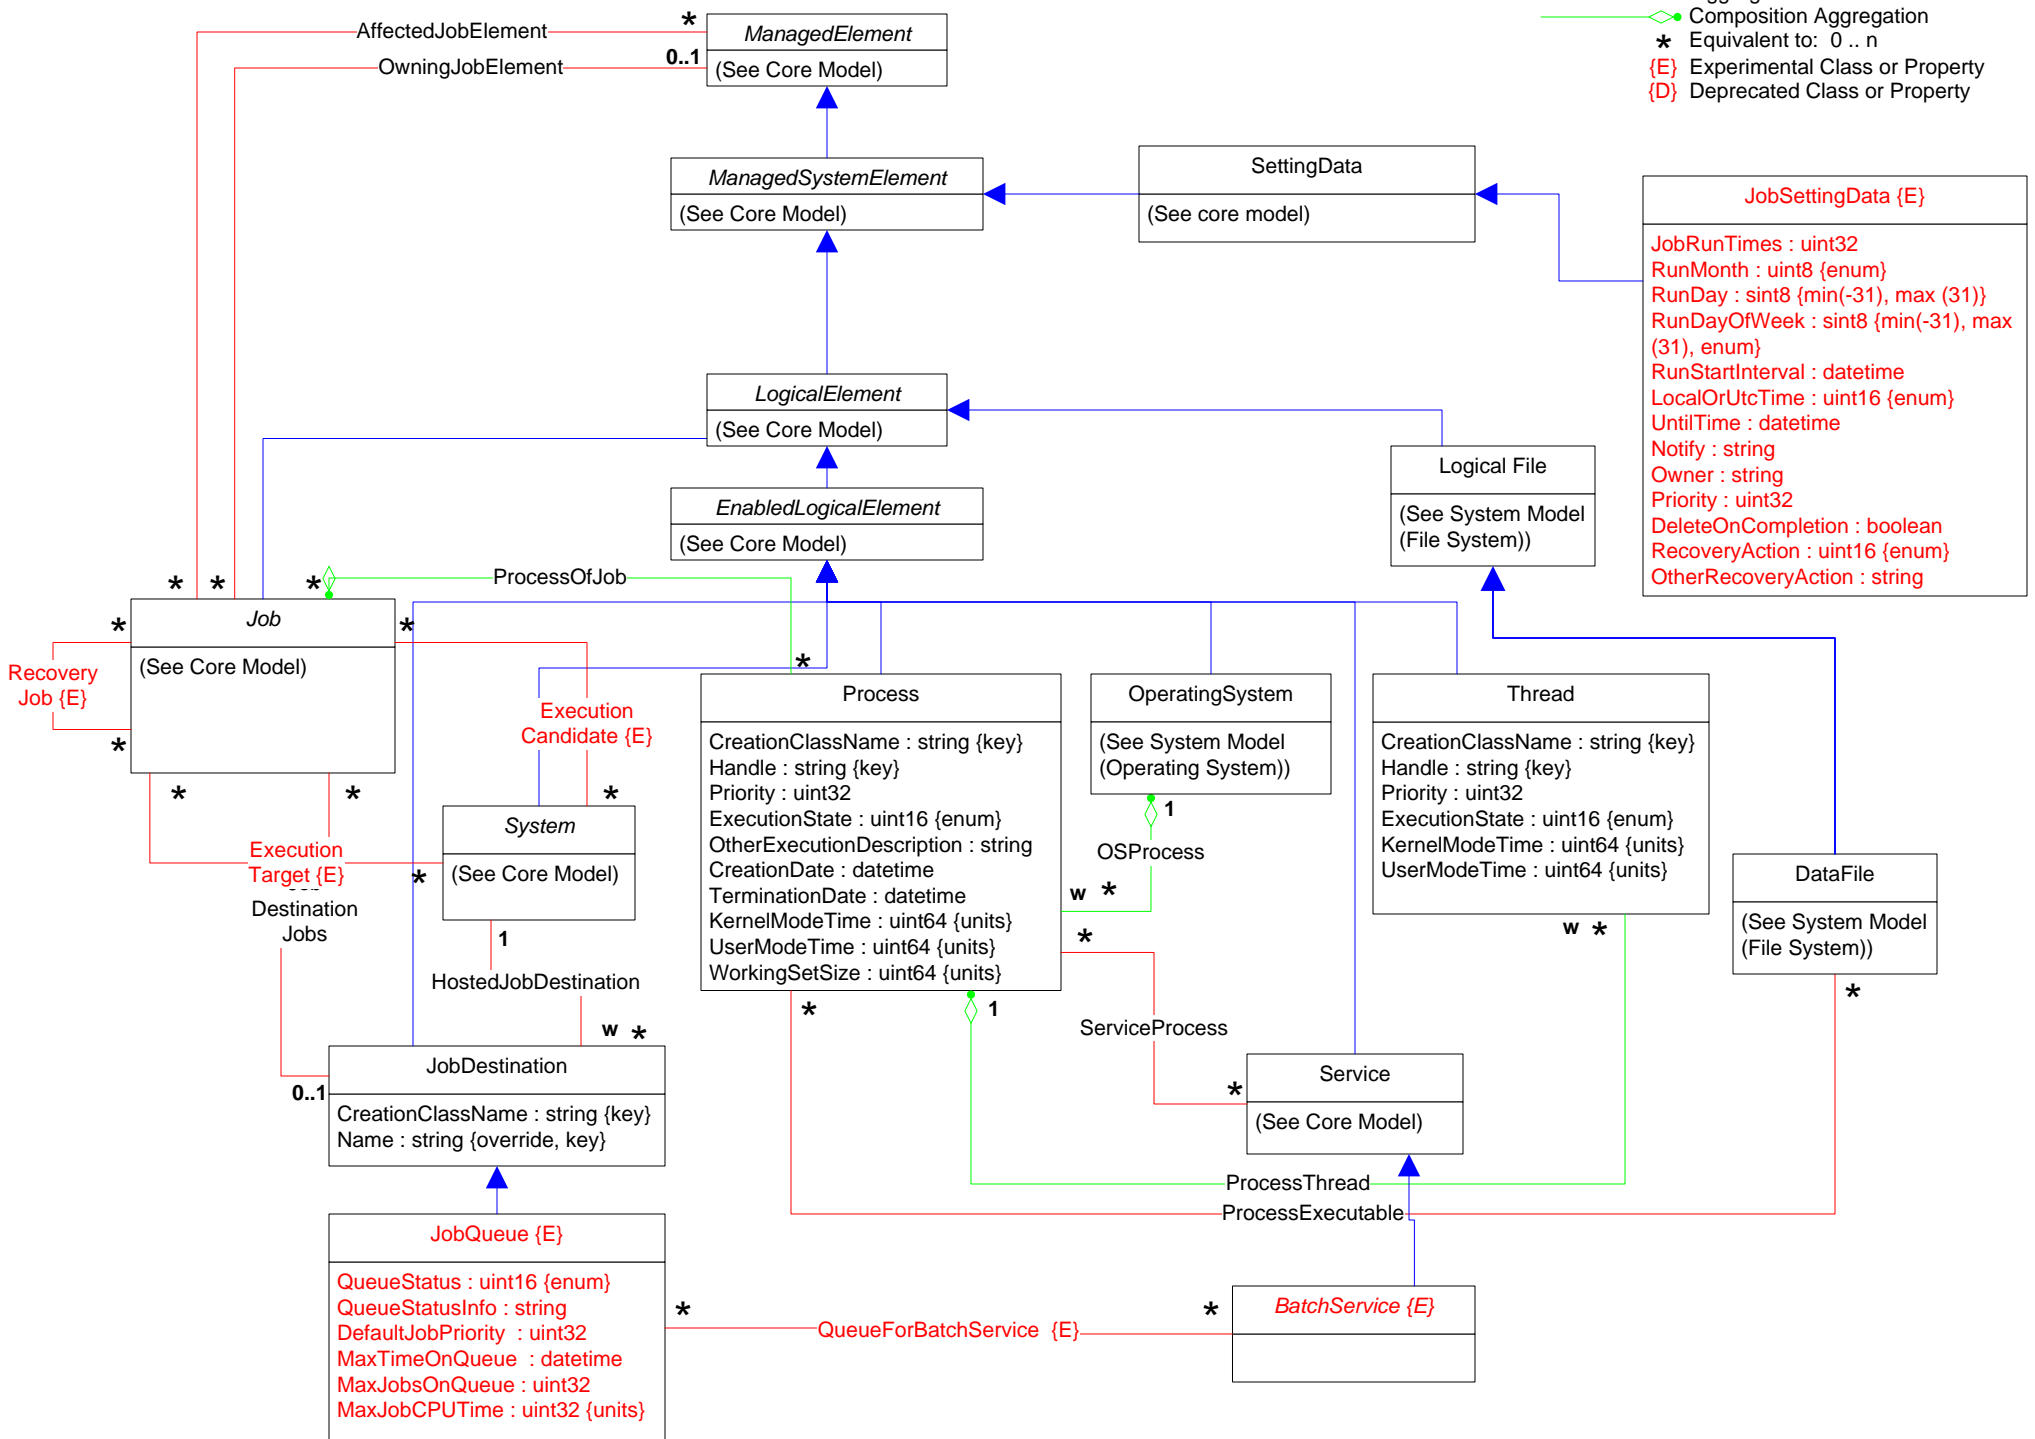 AffectedJobElement
*
ManagedElement
OwningJobElement
0..1
(See Core Model)
Composition Aggregation
* Equivalent to: 0 .. n
{E} Experimental Class or Property
{D} Deprecated Class or Property
ManagedSystemElement
(See Core Model)
SettingData
(See core model)
JobSettingData {E}
JobRunTimes : uint32
RunMonth : uint8 {enum}
RunDay : sint8 {min(-31), max (31)}
RunDayOfWeek : sint8 {min(-31), max
(31), enum}
RunStartInterval : datetime
LocalOrUtcTime : uint16 {enum}
UntilTime : datetime
Notify : string
Owner : string
Priority : uint32
DeleteOnCompletion : boolean
RecoveryAction : uint16 {enum}
OtherRecoveryAction : string
LogicalElement
(See Core Model)
Logical File
(See System Model
(File System))
EnabledLogicalElement
(See Core Model)
ProcessOfJob
* * *
Job
(See Core Model)
*
*
Recovery
Job {E}
*
*
Execution
Candidate {E}
*
*
Process
CreationClassName : string {key}
Handle : string {key}
Priority : uint32
ExecutionState : uint16 {enum}
OtherExecutionDescription : string
CreationDate : datetime
TerminationDate : datetime
KernelModeTime : uint64 {units}
UserModeTime : uint64 {units}
WorkingSetSize : uint64 {units}
OperatingSystem
(See System Model
(Operating System))
1
OSProcess
w *
Thread
CreationClassName : string {key}
Handle : string {key}
Priority : uint32
ExecutionState : uint16 {enum}
KernelModeTime : uint64 {units}
UserModeTime : uint64 {units}
w *
DataFile
(See System Model
(File System))
*
* *
System
(See Core Model)
Execution
Target {E}
*
Destination
Jobs
1
HostedJobDestination
w *
0..1
JobDestination
CreationClassName : string {key}
Name : string {override, key}
*
*
1
ServiceProcess
*
Service
(See Core Model)
ProcessThread
ProcessExecutable
JobQueue {E}
QueueStatus : uint16 {enum}
QueueStatusInfo : string
DefaultJobPriority : uint32
MaxTimeOnQueue : datetime
MaxJobsOnQueue : uint32
MaxJobCPUTime : uint32 {units}
*
QueueForBatchService {E}
*
BatchService {E}